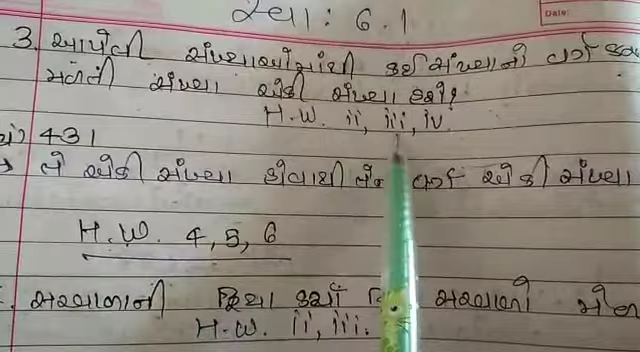 સ્વા : 6.1
Date:
3. આપેલી સંખ્યાઓમાંથી કઈ સંખ્યાનો વર્ગ કરતા
મળતી સંખ્યા એકી સંખ્યા હશે?
H.W. ii, iii, iv.
431
→ તે એકી સંખ્યા હોવાથી વર્ગ એકી સંખ્યા
H.W. 4, 5, 6
સરવાળાની ક્રિયા કર્યા સરવાળો
H.W. ii, iii.